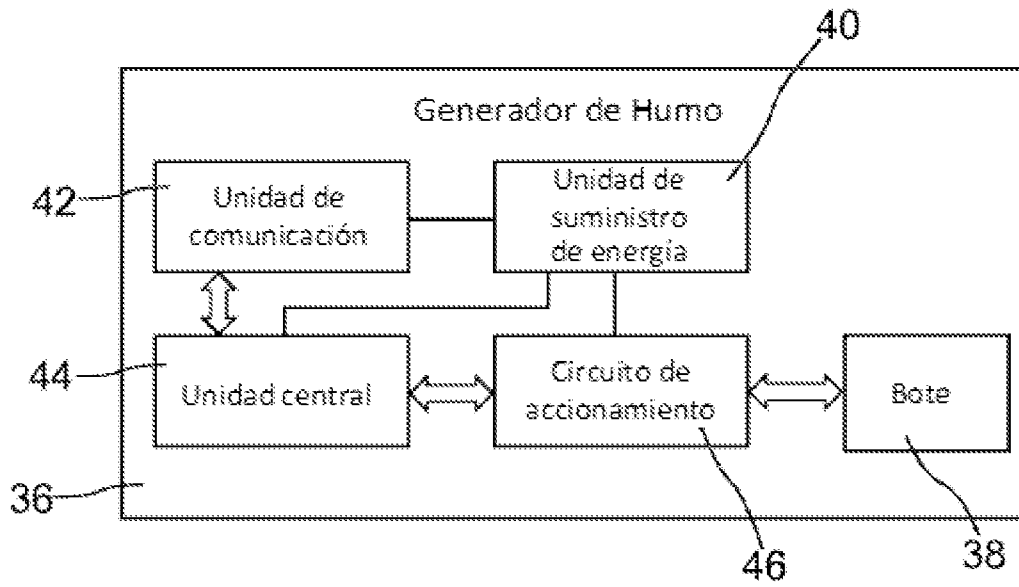 40
Generador de Humo
42
Unidad de
comunicación
Unidad de
suministro
de energía
44
Unidad central
Circuito de
accionamiento
Bote
36
46
38